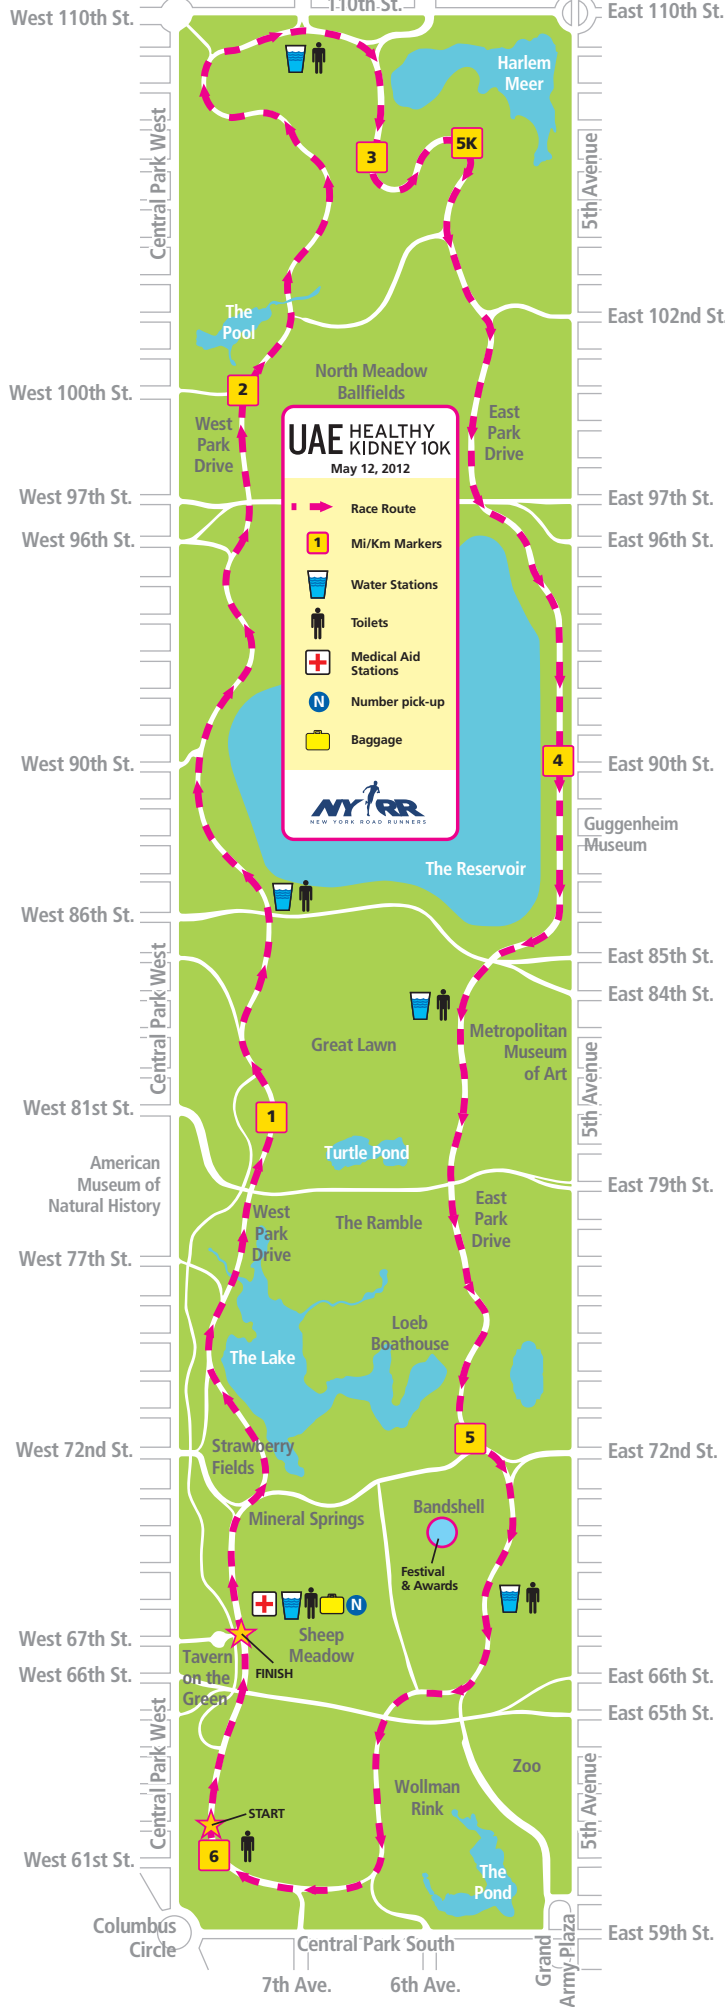 110th St.
West 110th St.
East 110th St.
Harlem
Meer
Central Park West
5th Avenue
3
5K
The
Pool
East 102nd St.
North Meadow
Ballfields
2
West 100th St.
West
Park
Drive
East
Park
Drive
UAE HEALTHY
KIDNEY 10K
May 12, 2012
Race Route
1
Mi/Km Markers
Water Stations
Toilets
Medical Aid
Stations
N
Number pick-up
Baggage
NYRR
NEW YORK ROAD RUNNERS
West 97th St.
East 97th St.
West 96th St.
East 96th St.
West 90th St.
4
East 90th St.
Guggenheim
Museum
The Reservoir
West 86th St.
East 85th St.
East 84th St.
Central Park West
Great Lawn
Metropolitan
Museum
of Art
5th Avenue
West 81st St.
1
Turtle Pond
American
Museum of
Natural History
East 79th St.
West
Park
Drive
The Ramble
East
Park
Drive
West 77th St.
Loeb
Boathouse
The Lake
5
West 72nd St.
Strawberry
Fields
East 72nd St.
Mineral Springs
Bandshell
Festival
& Awards
N
West 67th St.
Sheep
Meadow
Tavern
on the
Green
FINISH
West 66th St.
East 66th St.
East 65th St.
Central Park West
Zoo
5th Avenue
Wollman
Rink
START
6
West 61st St.
The
Pond
Columbus
Circle
Central Park South
Grand
Army Plaza
East 59th St.
7th Ave.
6th Ave.